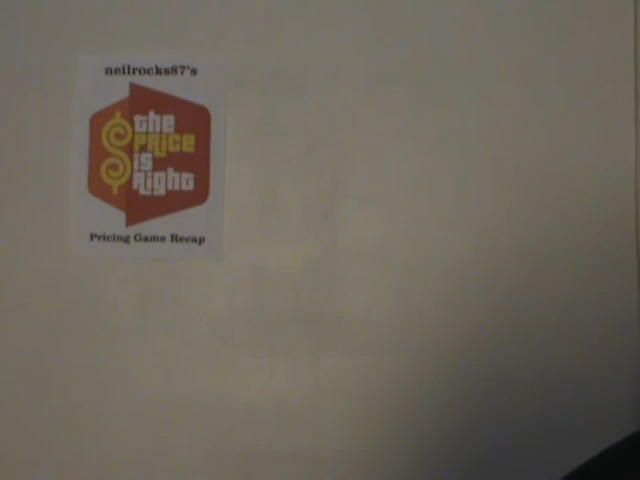 neilrocks87's
the
PRICE
is
Right
Pricing Game Recap